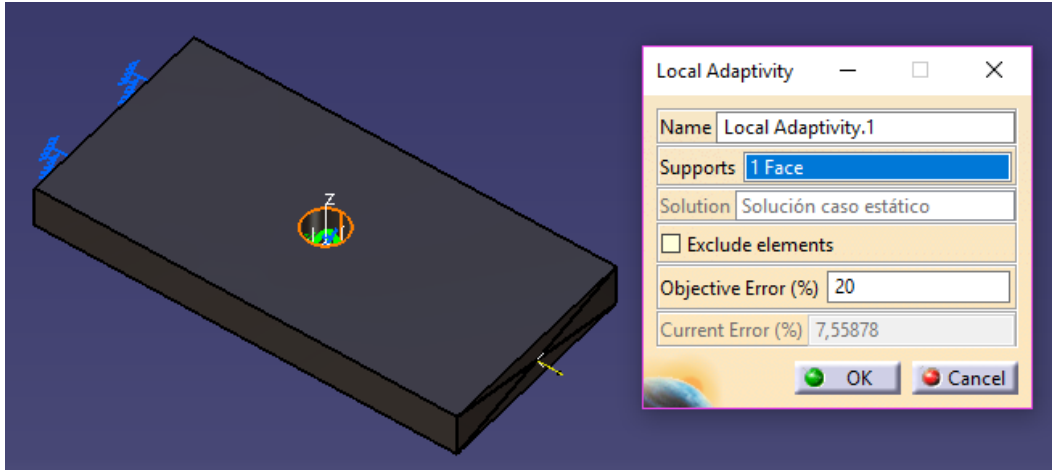 Local Adaptivity
Name Local Adaptivity.1
Supports 1 Face
Solution Solución caso estático
Exclude elements
Objective Error (%) 20
Current Error (%) 7,55878
OK Cancel
Z